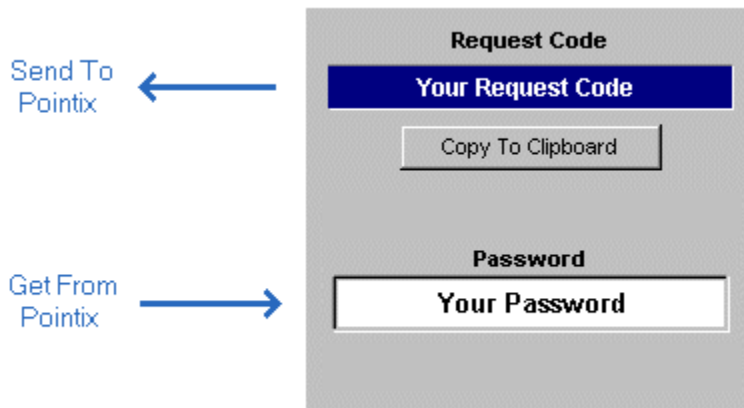 Request Code
Send To
Pointix
Your Request Code
Copy To Clipboard
Password
Get From
Pointix
Your Password